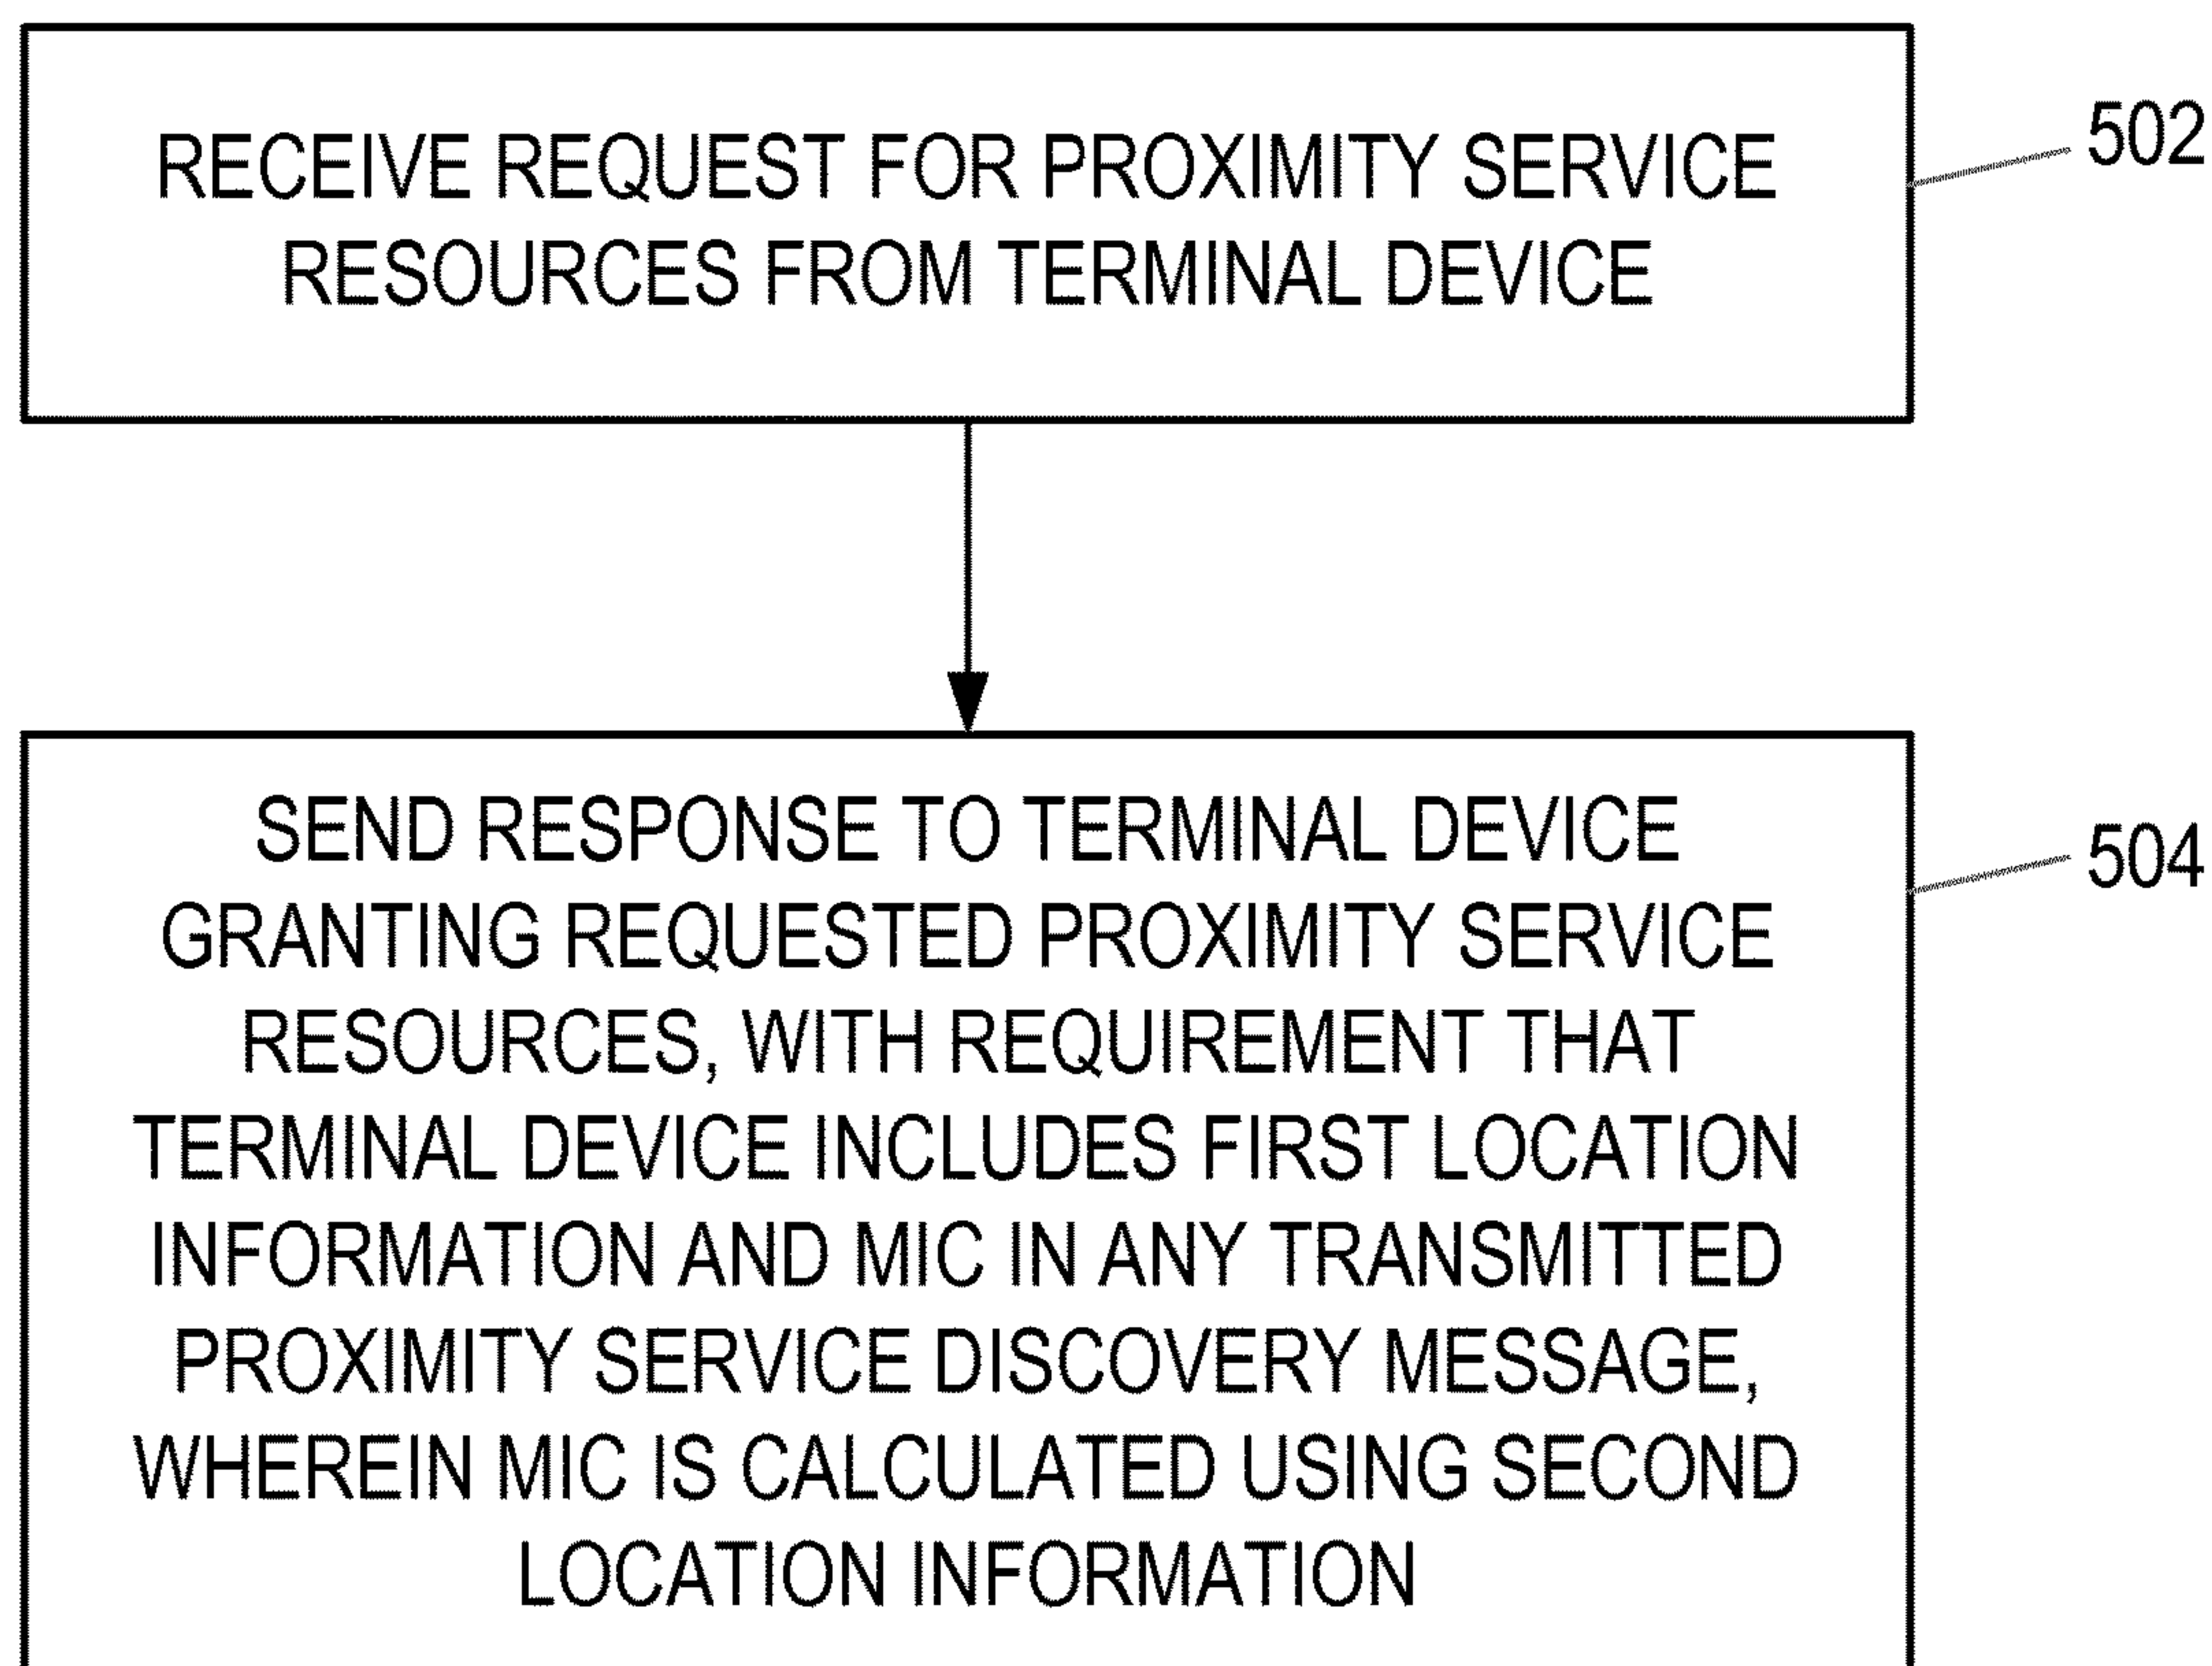 RECEIVE REQUEST FOR PROXIMITY SERVICE
RESOURCES FROM TERMINAL DEVICE
502
SEND RESPONSE TO TERMINAL DEVICE
GRANTING REQUESTED PROXIMITY SERVICE
RESOURCES, WITH REQUIREMENT THAT
TERMINAL DEVICE INCLUDES FIRST LOCATION
INFORMATION AND MIC IN ANY TRANSMITTED
PROXIMITY SERVICE DISCOVERY MESSAGE,
WHEREIN MIC IS CALCULATED USING SECOND
LOCATION INFORMATION
504